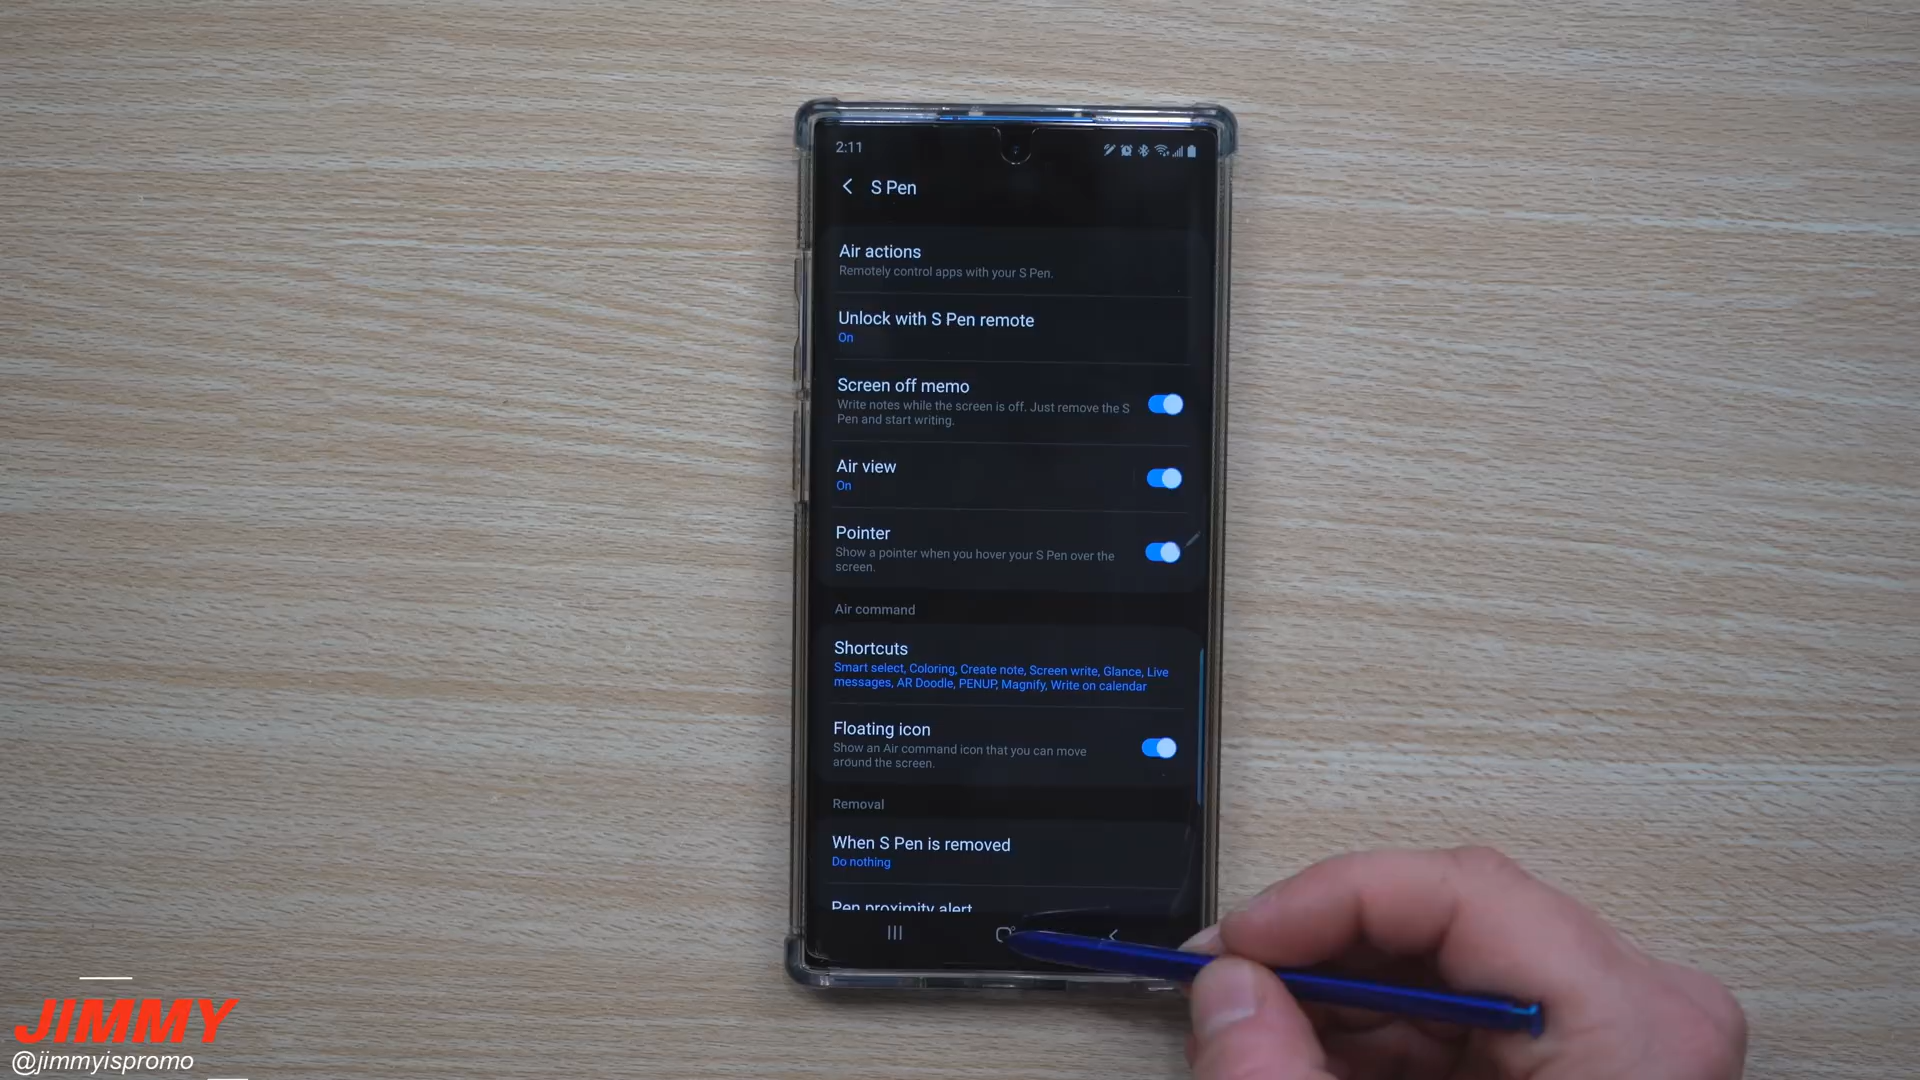 2:11
S Pen
Air actions
Remotely control apps with your S Pen.
Unlock with S Pen remote
On
Screen off memo
Write notes while the screen is off. Just remove the S
Pen and start writing.
Air view
On
Pointer
Show a pointer when you hover your S Pen over the
screen.
Air command
Shortcuts
Smart select, Coloring, Create note, Screen write, Glance, Live
messages, AR Doodle, PENUP, Magnify, Write on calendar
Floating icon
Show an Air command icon that you can move
around the screen.
Removal
When S Pen is removed
Do nothing
Pen proximity alert
JIMMY
@jimmyispromo